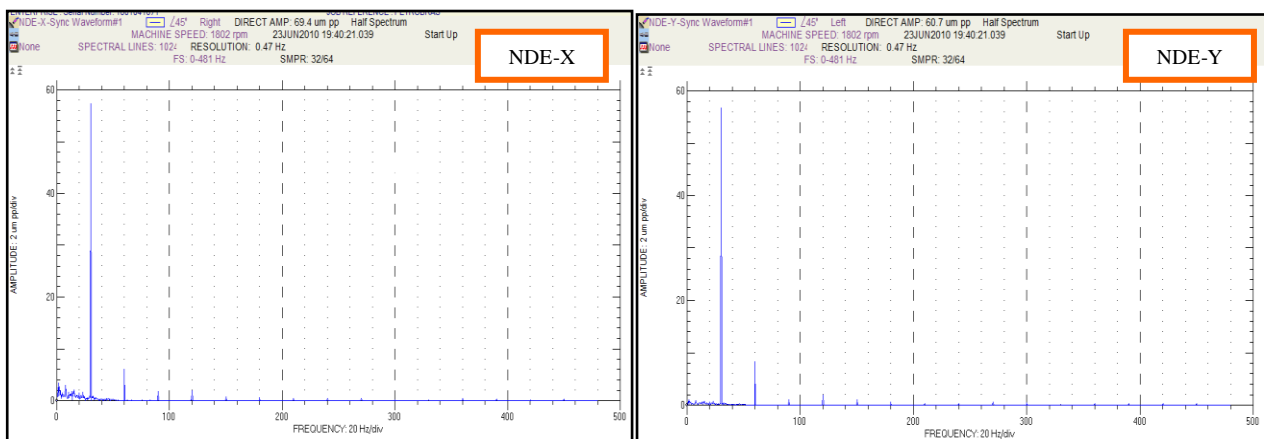 NDE-X-Sync Waveform#1 ∠45° Right DIRECT AMP: 69.4 um pp Half Spectrum
MACHINE SPEED: 1802 rpm 23JUN2010 19:40:21.039 Start Up
None SPECTRAL LINES: 1024 RESOLUTION: 0.47 Hz
FS: 0-481 Hz SMPR: 32/64
NDE-X
60
40
20
0
AMPLITUDE: 2 um pp/div
0 100 200 300 400 500
FREQUENCY: 20 Hz/div
NDE-Y-Sync Waveform#1 ∠45° Left DIRECT AMP: 60.7 um pp Half Spectrum
MACHINE SPEED: 1802 rpm 23JUN2010 19:40:21.039 Start Up
None SPECTRAL LINES: 1024 RESOLUTION: 0.47 Hz
FS: 0-481 Hz SMPR: 32/64
NDE-Y
60
40
20
0
AMPLITUDE: 2 um pp/div
0 100 200 300 400 500
FREQUENCY: 20 Hz/div